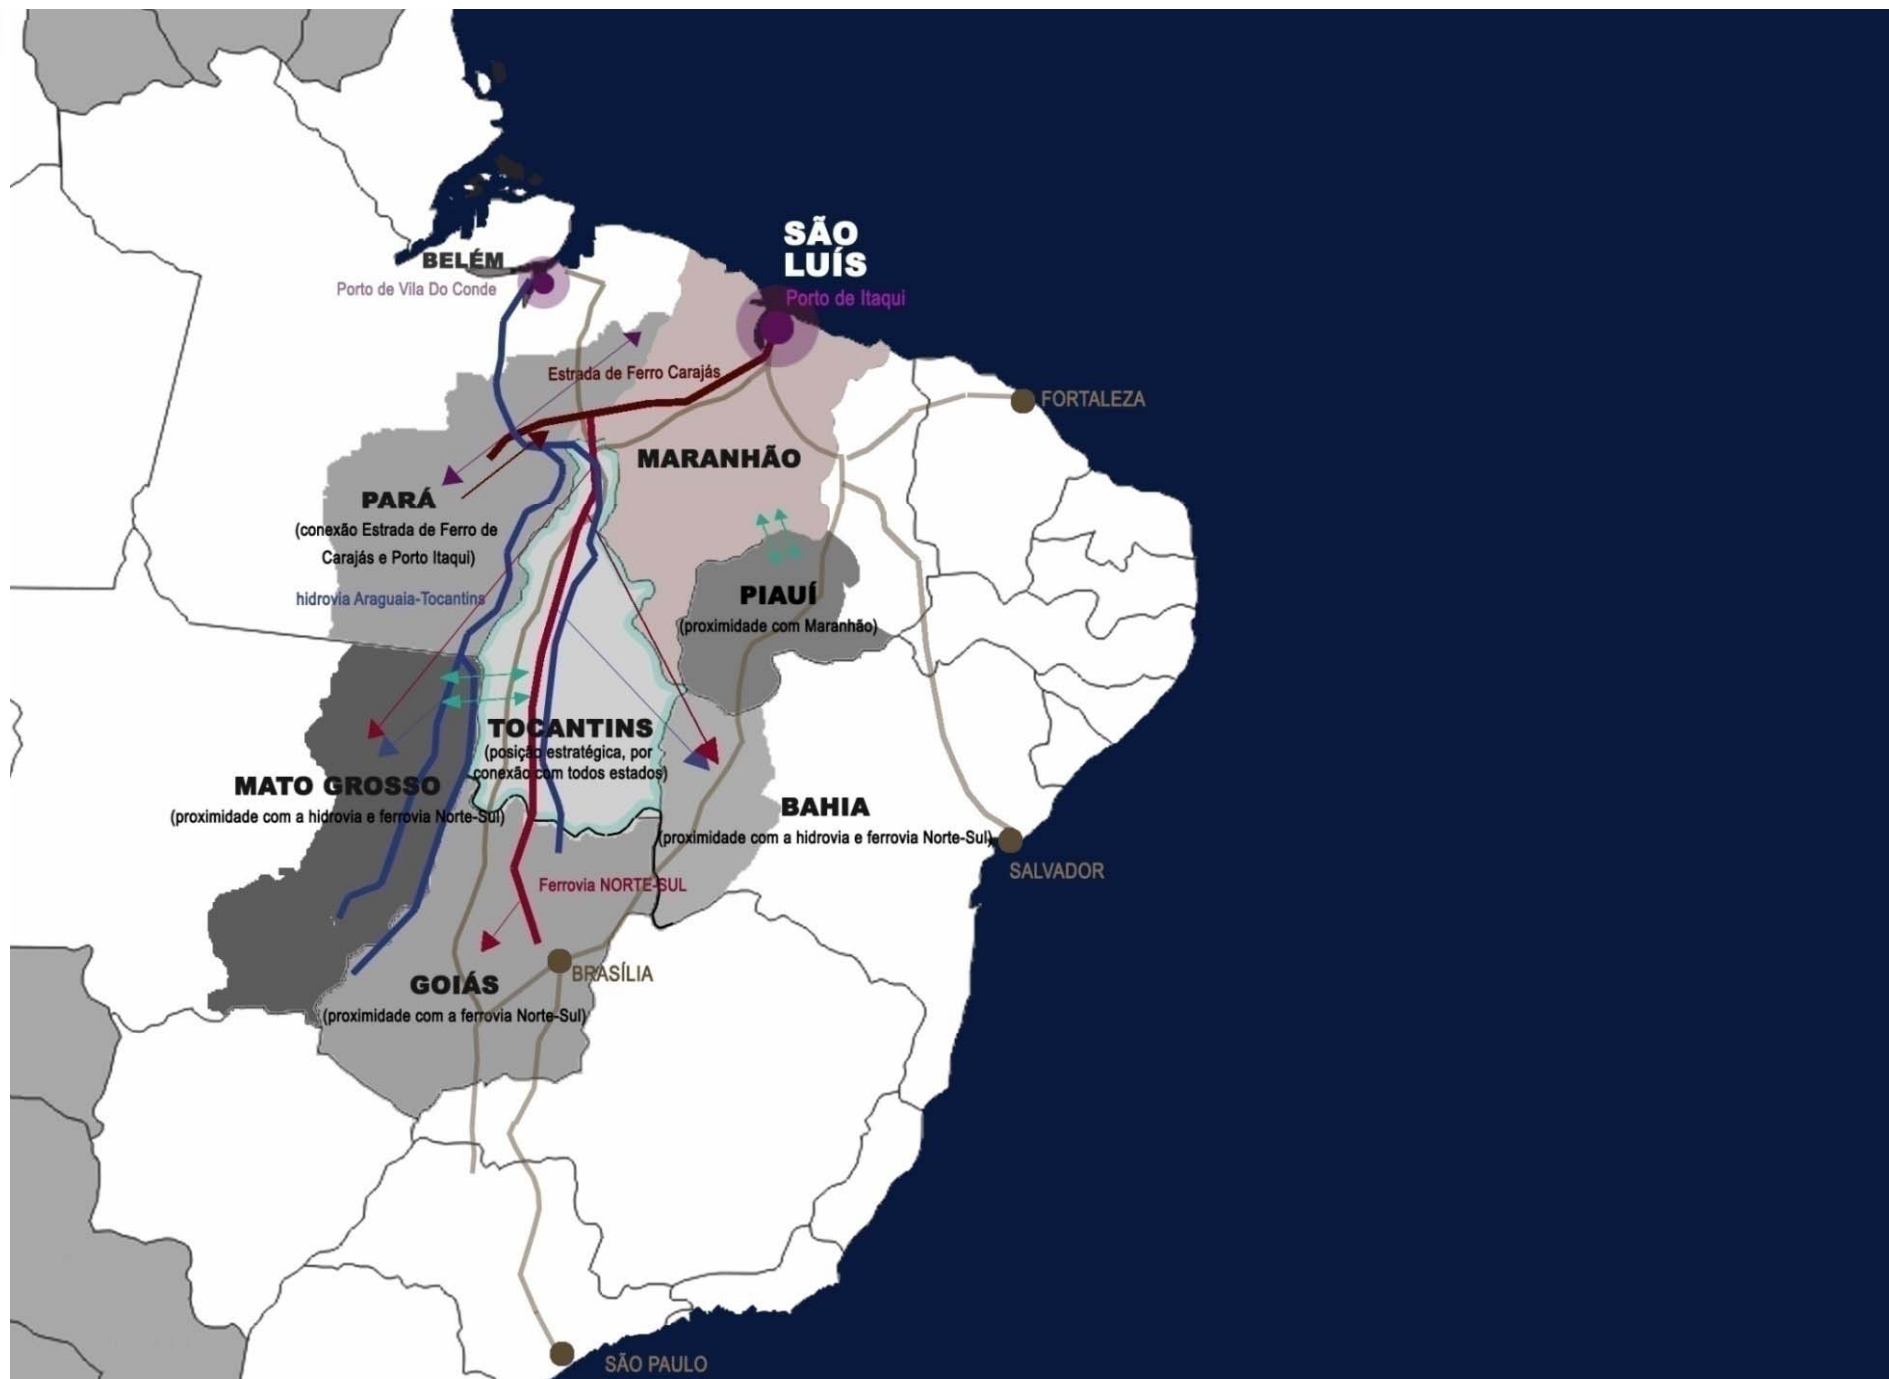 SÃO
LUÍS
Porto de Itaqui
BELÉM
Porto de Vila Do Conde
Estrada de Ferro Carajás
FORTALEZA
MARANHÃO
PARÁ
(conexão Estrada de Ferro de
Carajás e Porto Itaqui)
hidrovia Araguaia-Tocantins
PIAUÍ
(proximidade com Maranhão)
TOCANTINS
(posição estratégica, por
conexão com todos estados)
MATO GROSSO
(proximidade com a hidrovia e ferrovia Norte-Sul)
BAHIA
(proximidade com a hidrovia e ferrovia Norte-Sul)
SALVADOR
Ferrovia NORTE-SUL
BRASÍLIA
GOIÁS
(proximidade com a ferrovia Norte-Sul)
SÃO PAULO